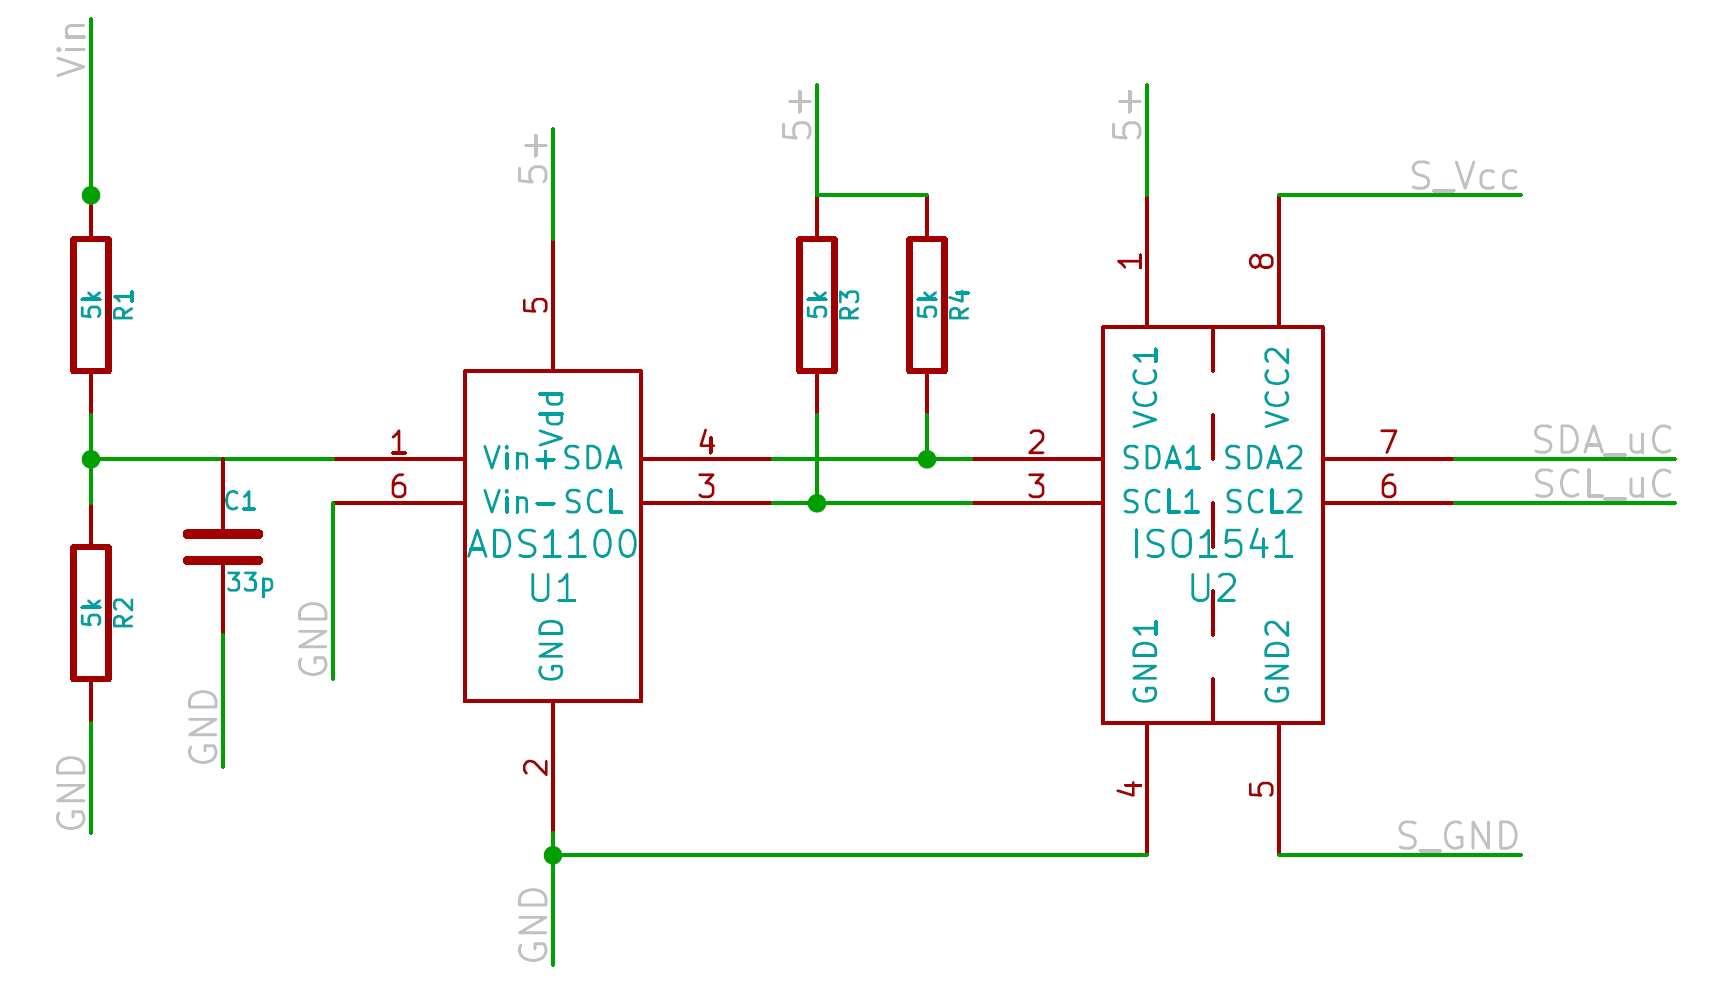 Vin
5k
R1
5k
R2
GND
C1
33p
GND
GND
5+
5
1
6
Vin+
Vin-
Vdd
SDA
SCL
ADS1100
U1
GND
4
3
2
GND
5+
5k
R3
5k
R4
5+
1
8
S_Vcc
2
3
VCC1
VCC2
SDA1
SDA2
SCL1
SCL2
ISO1541
U2
GND1
GND2
7
6
SDA_uC
SCL_uC
4
5
S_GND